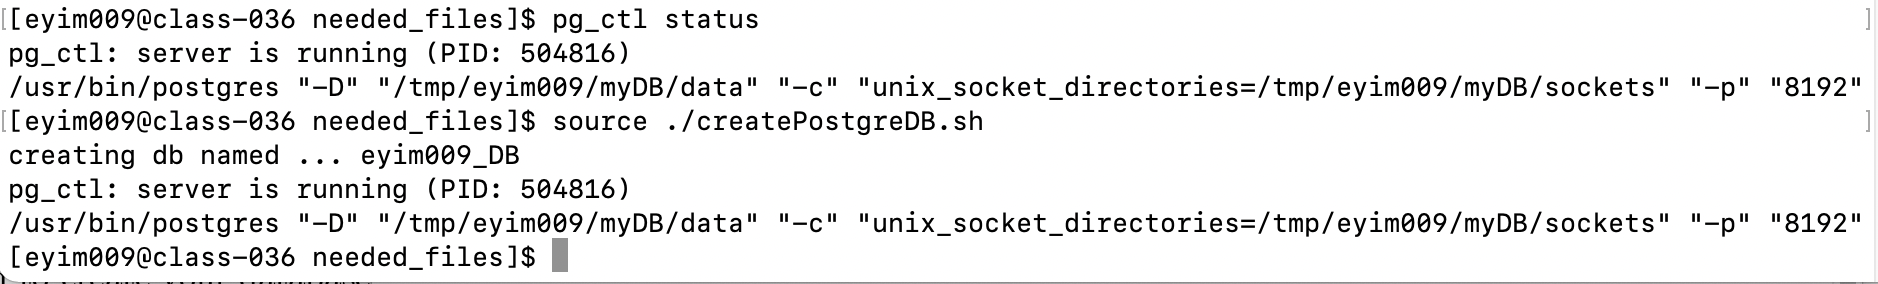 [[eyim009@class-036 needed_files]$ pg_ctl status ]
pg_ctl: server is running (PID: 504816)
/usr/bin/postgres "-D" "/tmp/eyim009/myDB/data" "-c" "unix_socket_directories=/tmp/eyim009/myDB/sockets" "-p" "8192"
[[eyim009@class-036 needed_files]$ source ./createPostgreDB.sh ]
creating db named ... eyim009_DB
pg_ctl: server is running (PID: 504816)
/usr/bin/postgres "-D" "/tmp/eyim009/myDB/data" "-c" "unix_socket_directories=/tmp/eyim009/myDB/sockets" "-p" "8192"
[eyim009@class-036 needed_files]$